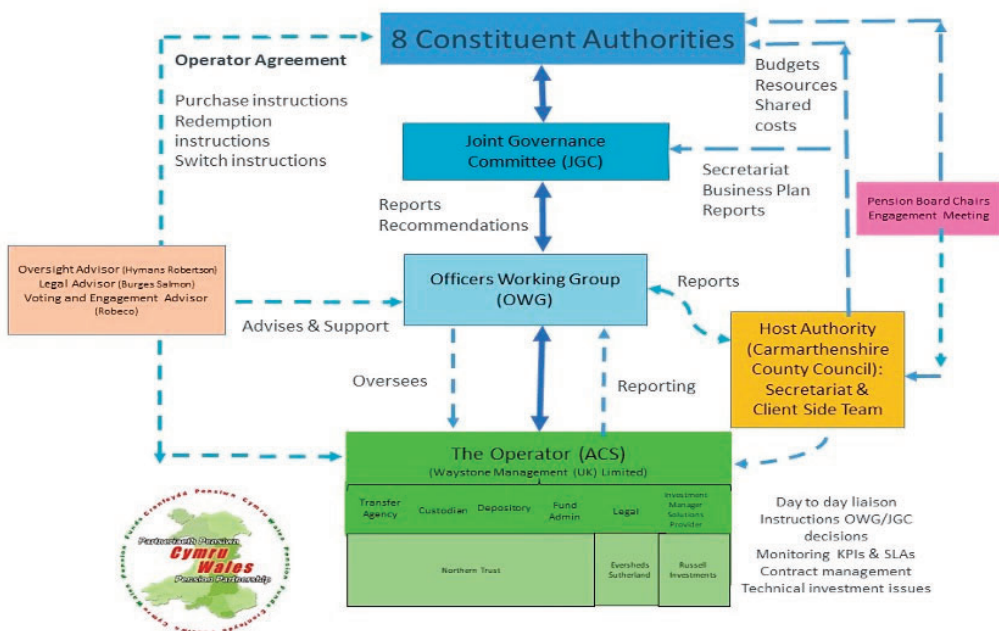 8 Constituent Authorities
Operator Agreement
Purchase instructions
Redemption
instructions
Switch instructions
Budgets
Resources
Shared
costs
Joint Governance
Committee (JGC)
Secretariat
Business Plan
Reports
Pension Board Chairs
Engagement Meeting
Reports
Recommendations
Oversight Advisor (Hymans Robertson)
Legal Advisor (Burges Salmon)
Voting and Engagement Advisor
(Robeco)
Officers Working Group
(OWG)
Reports
Advises & Support
Host Authority
(Carmarthenshire
County Council):
Secretariat &
Client Side Team
Oversees
Reporting
The Operator (ACS)
(Waystone Management (UK) Limited)
Transfer
Agency
Custodian
Depository
Fund
Admin
Legal
Investment
Manager
Solutions
Provider
Northern Trust
Eversheds
Sutherland
Russell
Investments
Day to day liaison
Instructions OWG/JGC
decisions
Monitoring KPIs & SLAs
Contract management
Technical investment issues
Partneriaeth Pensiwn
Cymru
Wales
Pension Partnership